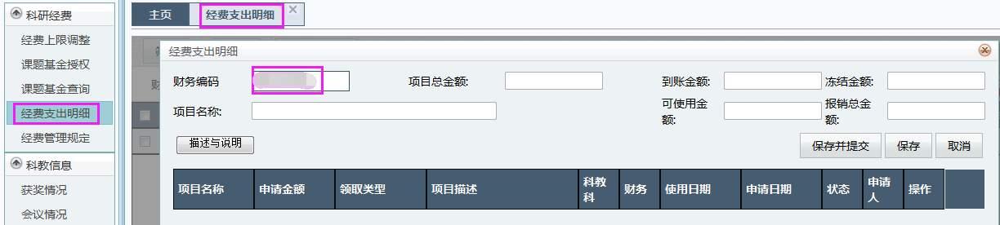 科研经费
经费上限调整
课题基金授权
课题基金查询
经费支出明细
经费管理规定
科教信息
获奖情况
会议情况
主页 经费支出明细
经费支出明细
财务编码 项目总金额: 到账金额: 冻结金额:
项目名称: 可使用金额: 报销总金额:
描述与说明 保存并提交 保存 取消
项目名称 申请金额 领取类型 项目描述 科教科 财务 使用日期 申请日期 状态 申请人 操作